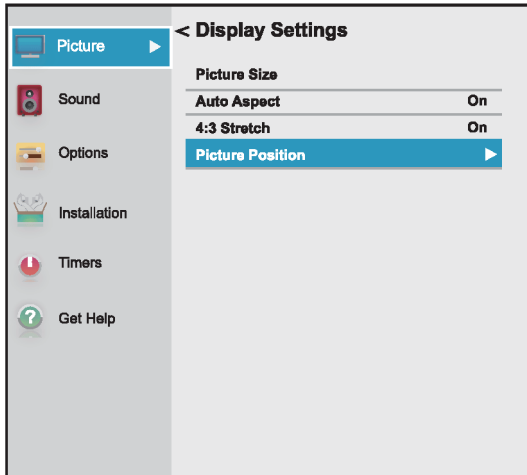 Picture
Sound
Options
Installation
Timers
Get Help
< Display Settings
Picture Size
Auto Aspect On
4:3 Stretch On
Picture Position